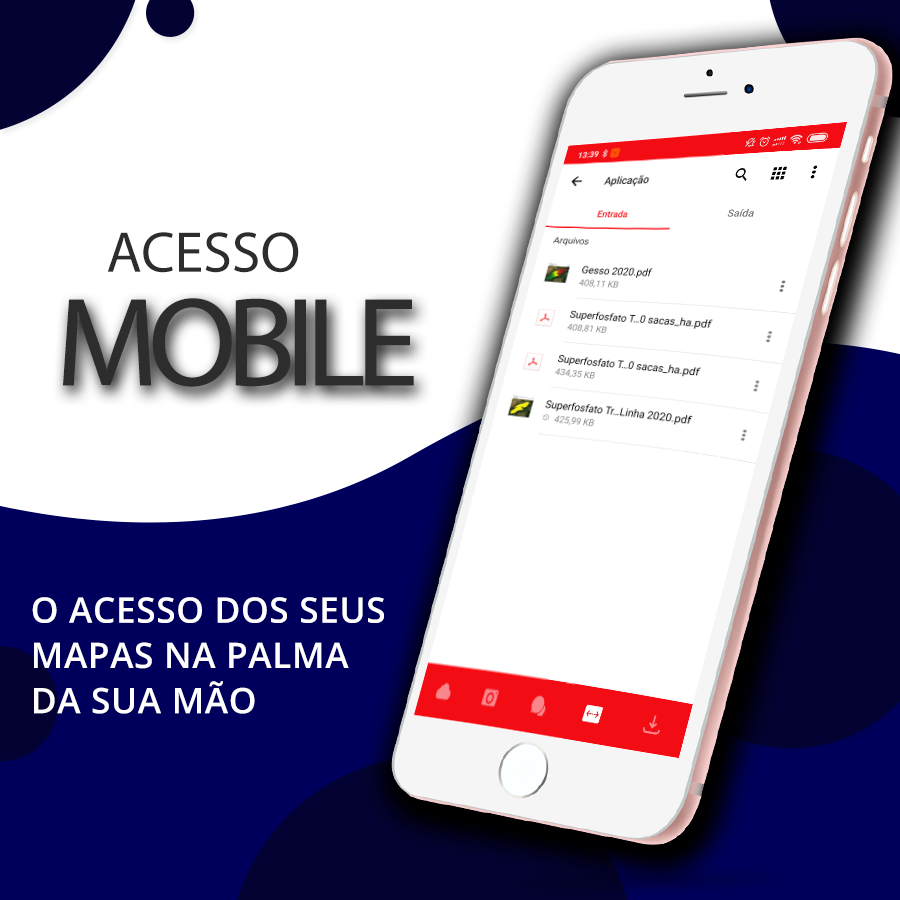 ACESSO
MOBILE
O ACESSO DOS SEUS
MAPAS NA PALMA
DA SUA MÃO
13:39
Aplicação
Entrada
Saída
Arquivos
Gesso 2020.pdf
408,11 KB
Superfosfato T...0 sacas_ha.pdf
408,81 KB
Superfosfato T...0 sacas_ha.pdf
434,35 KB
Superfosfato Tr...Linha 2020.pdf
425,99 KB